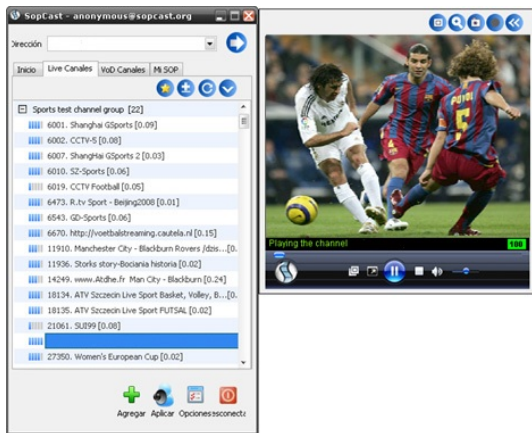 SopCast - anonymous@sopcast.org
Dirección
Inicio Live Canales VoD Canales Mi SOP
Sports test channel group [22]
6001. Shanghai GSports [0.09]
6002. CCTV-5 [0.08]
6007. ShangHai GSports 2 [0.03]
6010. SZ-Sports [0.06]
6019. CCTV Football [0.05]
6473. R.tv Sport - Beijing2008 [0.01]
6543. GD-Sports [0.06]
6670. http://voetbalstreaming.cautela.nl [0.15]
11910. Manchester City - Blackburn Rovers /dzis...[0.
11936. Storks story-Bociania historia [0.02]
14249. www.Atdhe.fr Man City - Blackburn [0.24]
18134. ATV Szczecin Live Sport Basket, Volley, B...[0.
18135. ATV Szczecin Live Sport FUTSAL [0.02]
21061. SUI99 [0.08]
27350. Women's European Cup [0.02]
Agregar Aplicar Opciones esconecta
PUYOL
5
Playing the channel 100